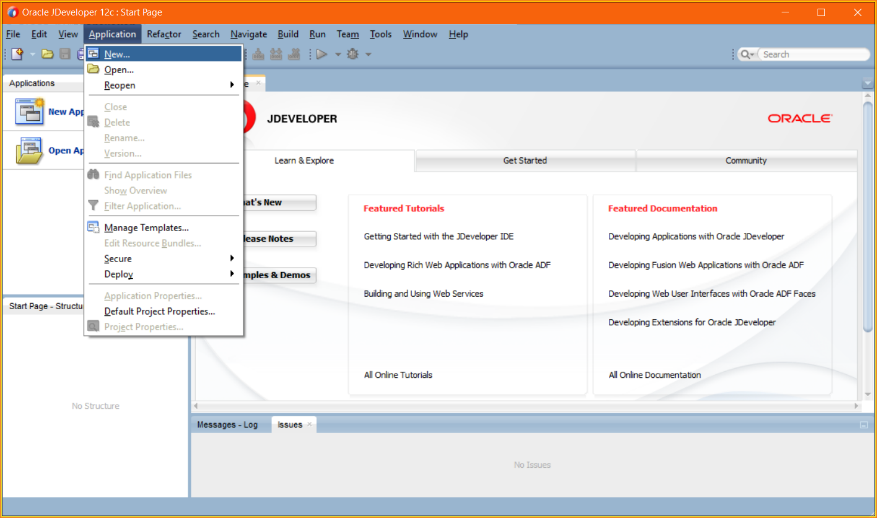 Oracle JDeveloper 12c : Start Page
File Edit View Application Refactor Search Navigate Build Run Team Tools Window Help
Search
New...
Open...
Reopen
Close
Delete
Rename...
Version...
Find Application Files
Show Overview
Filter Application...
Manage Templates...
Edit Resource Bundles...
Secure
Deploy
Application Properties...
Default Project Properties...
Project Properties...
Applications
New
Open
Start Page -
No Structure
JDEVELOPER
ORACLE
Learn & Explore Get Started Community
& Demos
Notes
New
Featured Tutorials
Getting Started with the JDeveloper IDE
Developing Rich Web Applications with Oracle ADF
Building and Using Web Services
All Online Tutorials
Featured Documentation
Developing Applications with Oracle JDeveloper
Developing Fusion Web Applications with Oracle ADF
Developing Web User Interfaces with Oracle ADF Faces
Developing Extensions for Oracle JDeveloper
All Online Documentation
Messages - Log Issues
No Issues